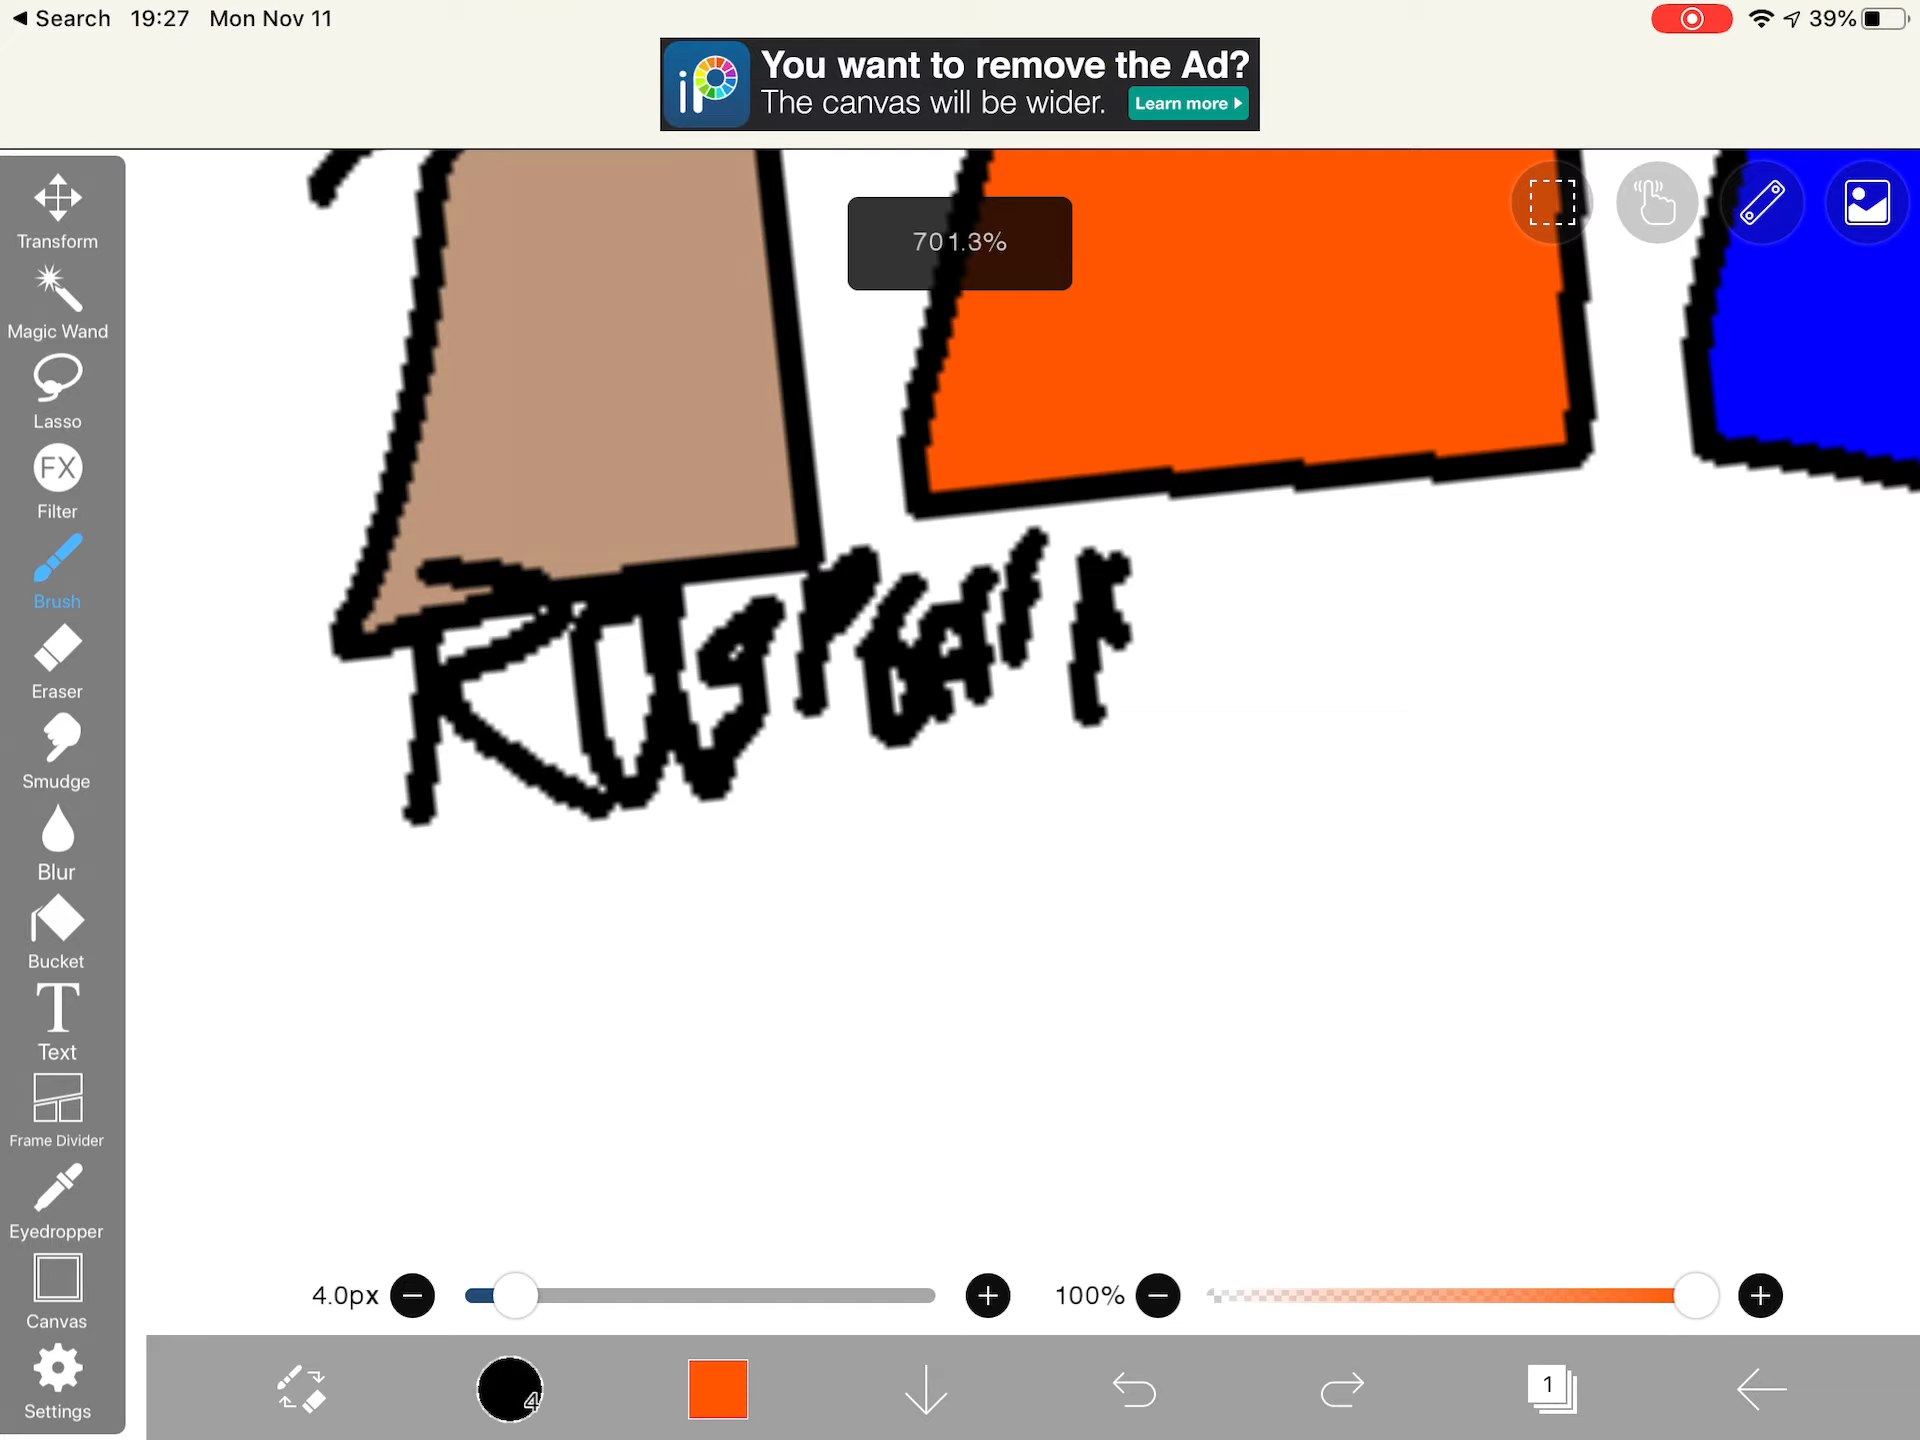 Search 19:27 Mon Nov 11 39%
iP You want to remove the Ad?
The canvas will be wider. Learn more
Transform
701.3%
Magic Wand
Lasso
FX
Filter
Brush
Eraser
Smudge
Blur
Bucket
T
Text
Frame Divider
Eyedropper
Canvas
4.0px 100%
4 1
Settings